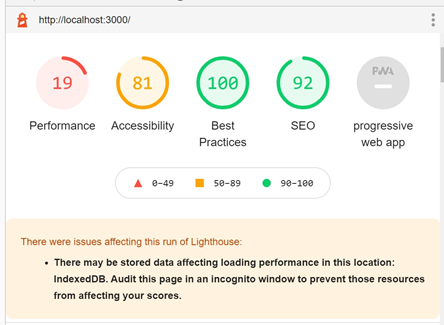 http://localhost:3000/
19
81
100
92
PWA
Performance
Accessibility
Best
Practices
SEO
progressive
web app
0–49
50–89
90–100
There were issues affecting this run of Lighthouse:
• There may be stored data affecting loading performance in this location:
IndexedDB. Audit this page in an incognito window to prevent those resources
from affecting your scores.